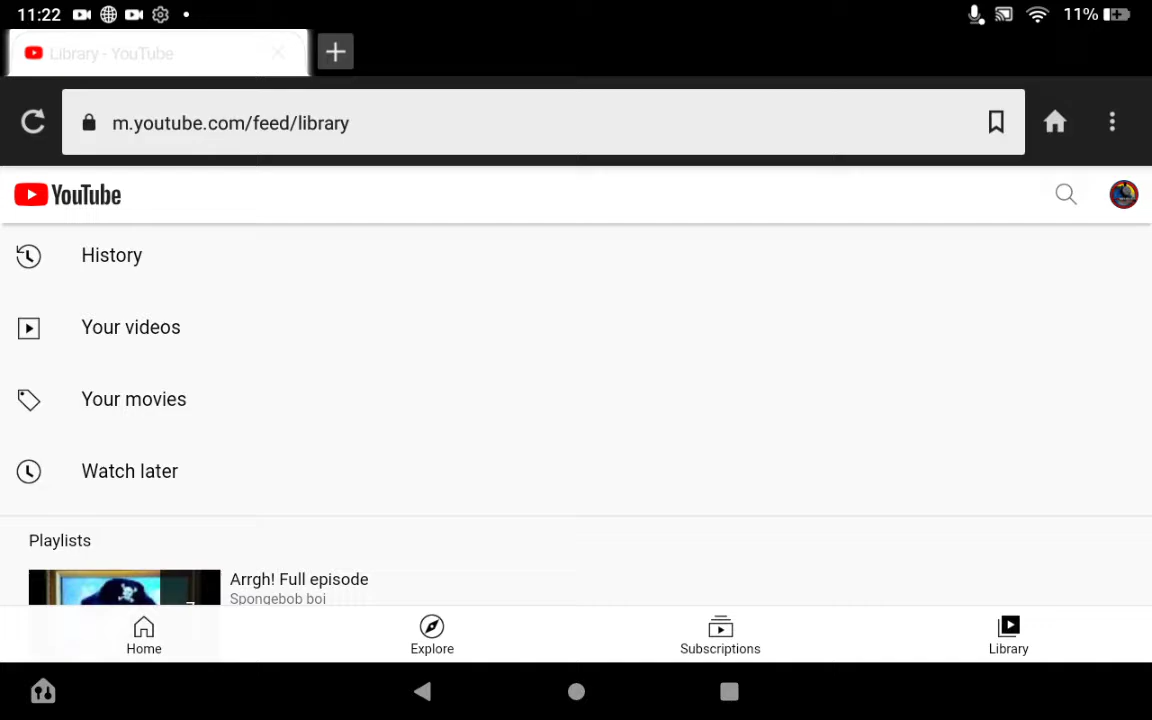 11:22
11%
Library - YouTube
m.youtube.com/feed/library
YouTube
History
Your videos
Your movies
Watch later
Playlists
Arrgh! Full episode
Spongebob boi
Home
Explore
Subscriptions
Library